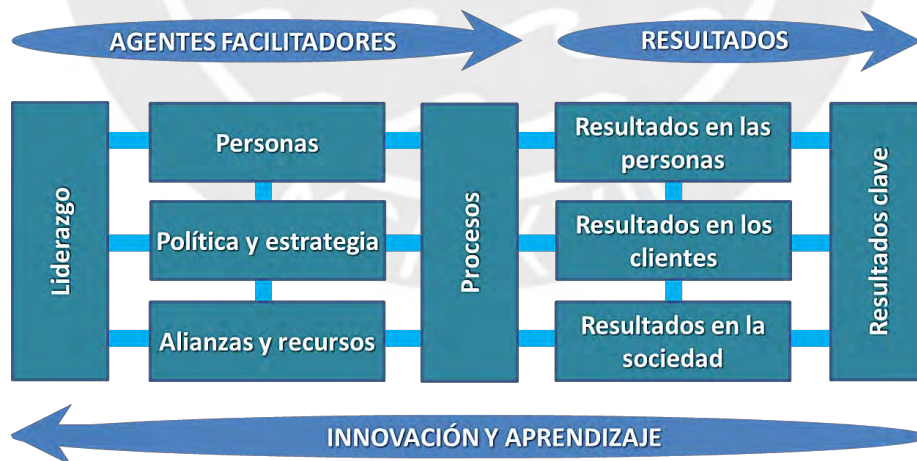 AGENTES FACILITADORES
RESULTADOS
Liderazgo
Personas
Política y estrategia
Alianzas y recursos
Procesos
Resultados en las
personas
Resultados en los
clientes
Resultados en la
sociedad
Resultados clave
INNOVACIÓN Y APRENDIZAJE